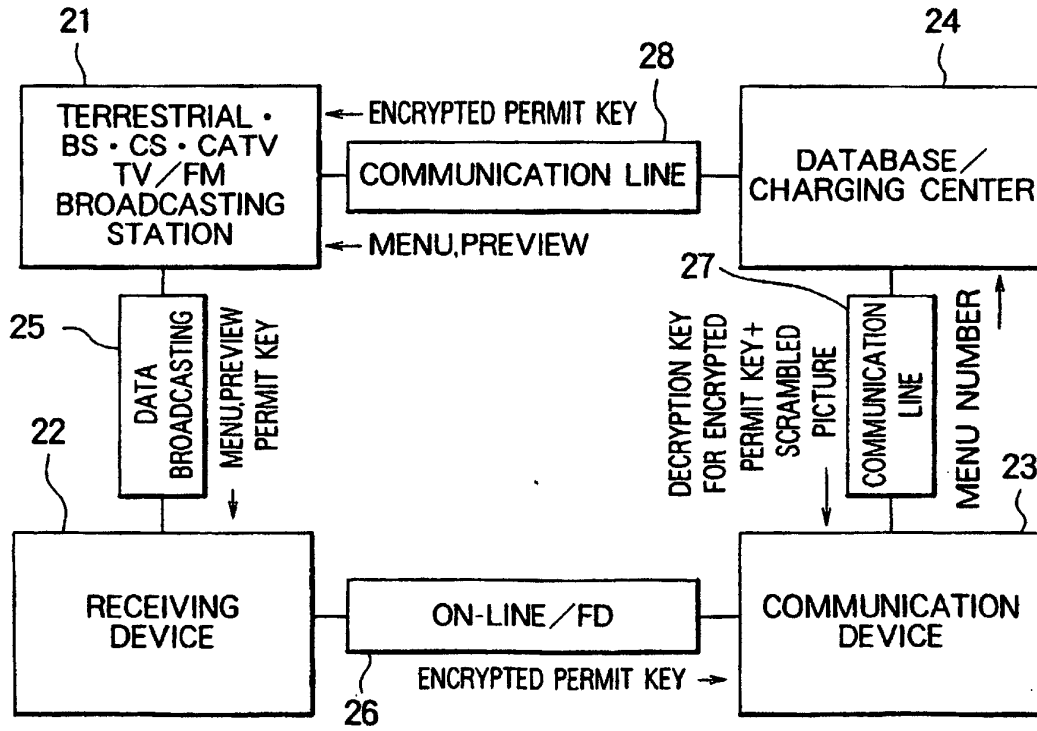 21
TERRESTRIAL・
BS・CS・CATV
TV/FM
BROADCASTING
STATION
← ENCRYPTED PERMIT KEY
28
COMMUNICATION LINE
← MENU,PREVIEW
24
DATABASE/
CHARGING CENTER
25
DATA
BROADCASTING
MENU,PREVIEW
PERMIT KEY
↓
27
DECRYPTION KEY
FOR ENCRYPTED
PERMIT KEY+
SCRAMBLED
PICTURE
↓
COMMUNICATION
LINE
MENU NUMBER
↑
22
RECEIVING
DEVICE
ON-LINE/FD
26
ENCRYPTED PERMIT KEY →
23
COMMUNICATION
DEVICE